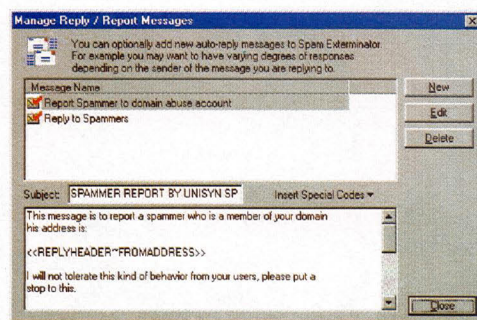 Manage Reply / Report Messages
You can optionally add new auto-reply messages to Spam Exterminator.
For example you may want to have varying degrees of responses
depending on the sender of the message you are replying to.
Message Name
Report Spammer to domain abuse account
Reply to Spammers
New
Edit
Delete
Subject: SPAMMER REPORT BY UNISYN SP
Insert Special Codes
This message is to report a spammer who is a member of your domain
his address is:
<<REPLYHEADER~FROMADDRESS>>
I will not tolerate this kind of behavior from your users, please put a
stop to this.
Close